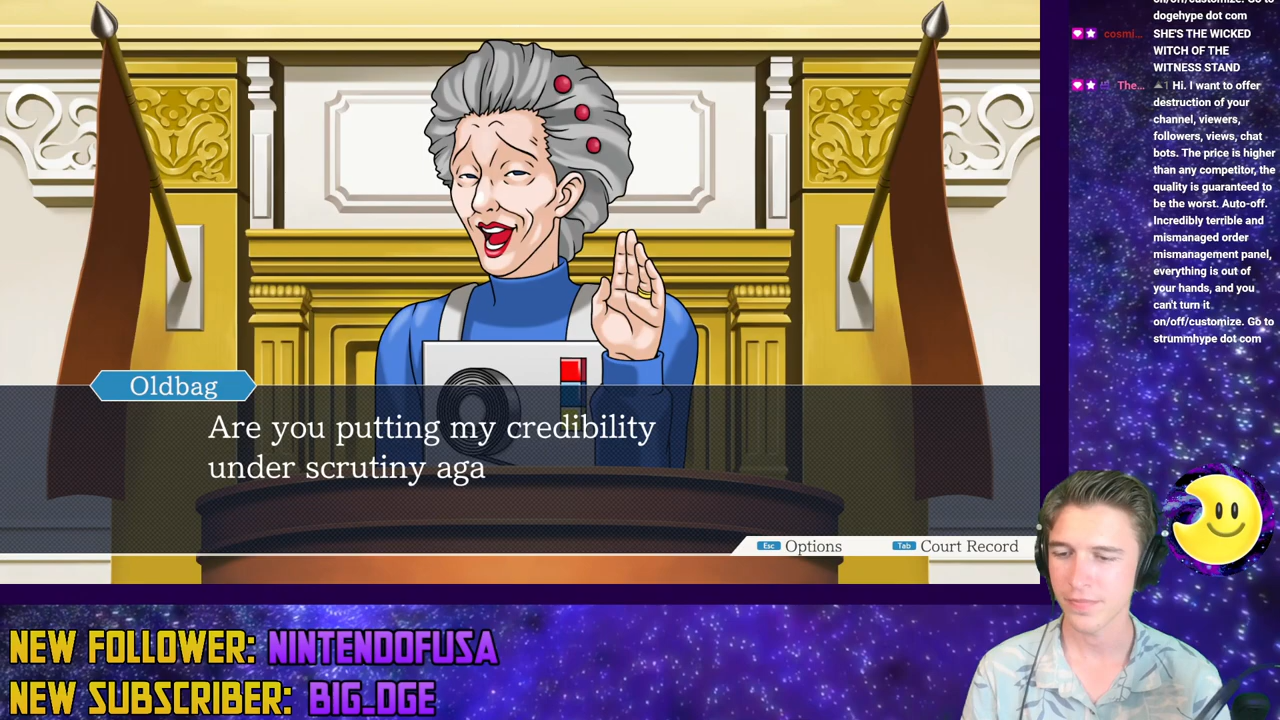 on/off/customize. Go to
dogehype dot com
cosmi... SHE'S THE WICKED
WITCH OF THE
WITNESS STAND
The... 1 Hi. I want to offer
destruction of your
channel, viewers,
followers, views, chat
bots. The price is higher
than any competitor, the
quality is guaranteed to
be the worst. Auto-off.
Incredibly terrible and
mismanaged order
mismanagement panel,
everything is out of
your hands, and you
can't turn it
on/off/customize. Go to
strummhype dot com
Oldbag
Are you putting my credibility
under scrutiny aga
Esc Options Tab Court Record
NEW FOLLOWER: NINTENDOFUSA
NEW SUBSCRIBER: BIG_DGE